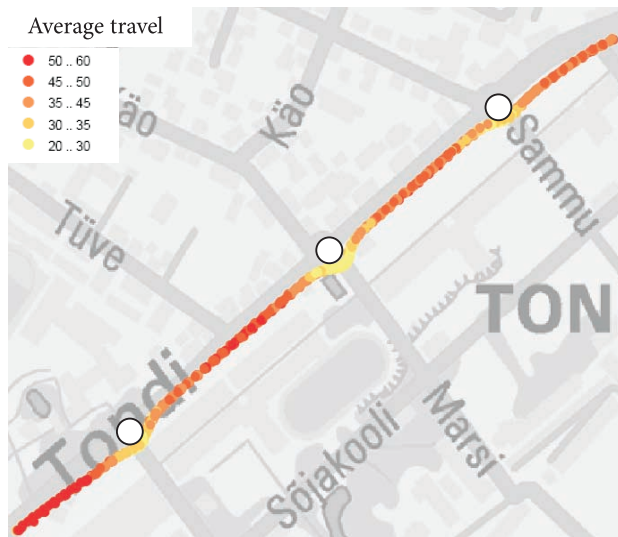 Average travel
50 .. 60
45 .. 50
35 .. 45
30 .. 35
20 .. 30
Käo
Käo
Sammu
Tüve
TON
Tondi
Marsi
Sõjakooli